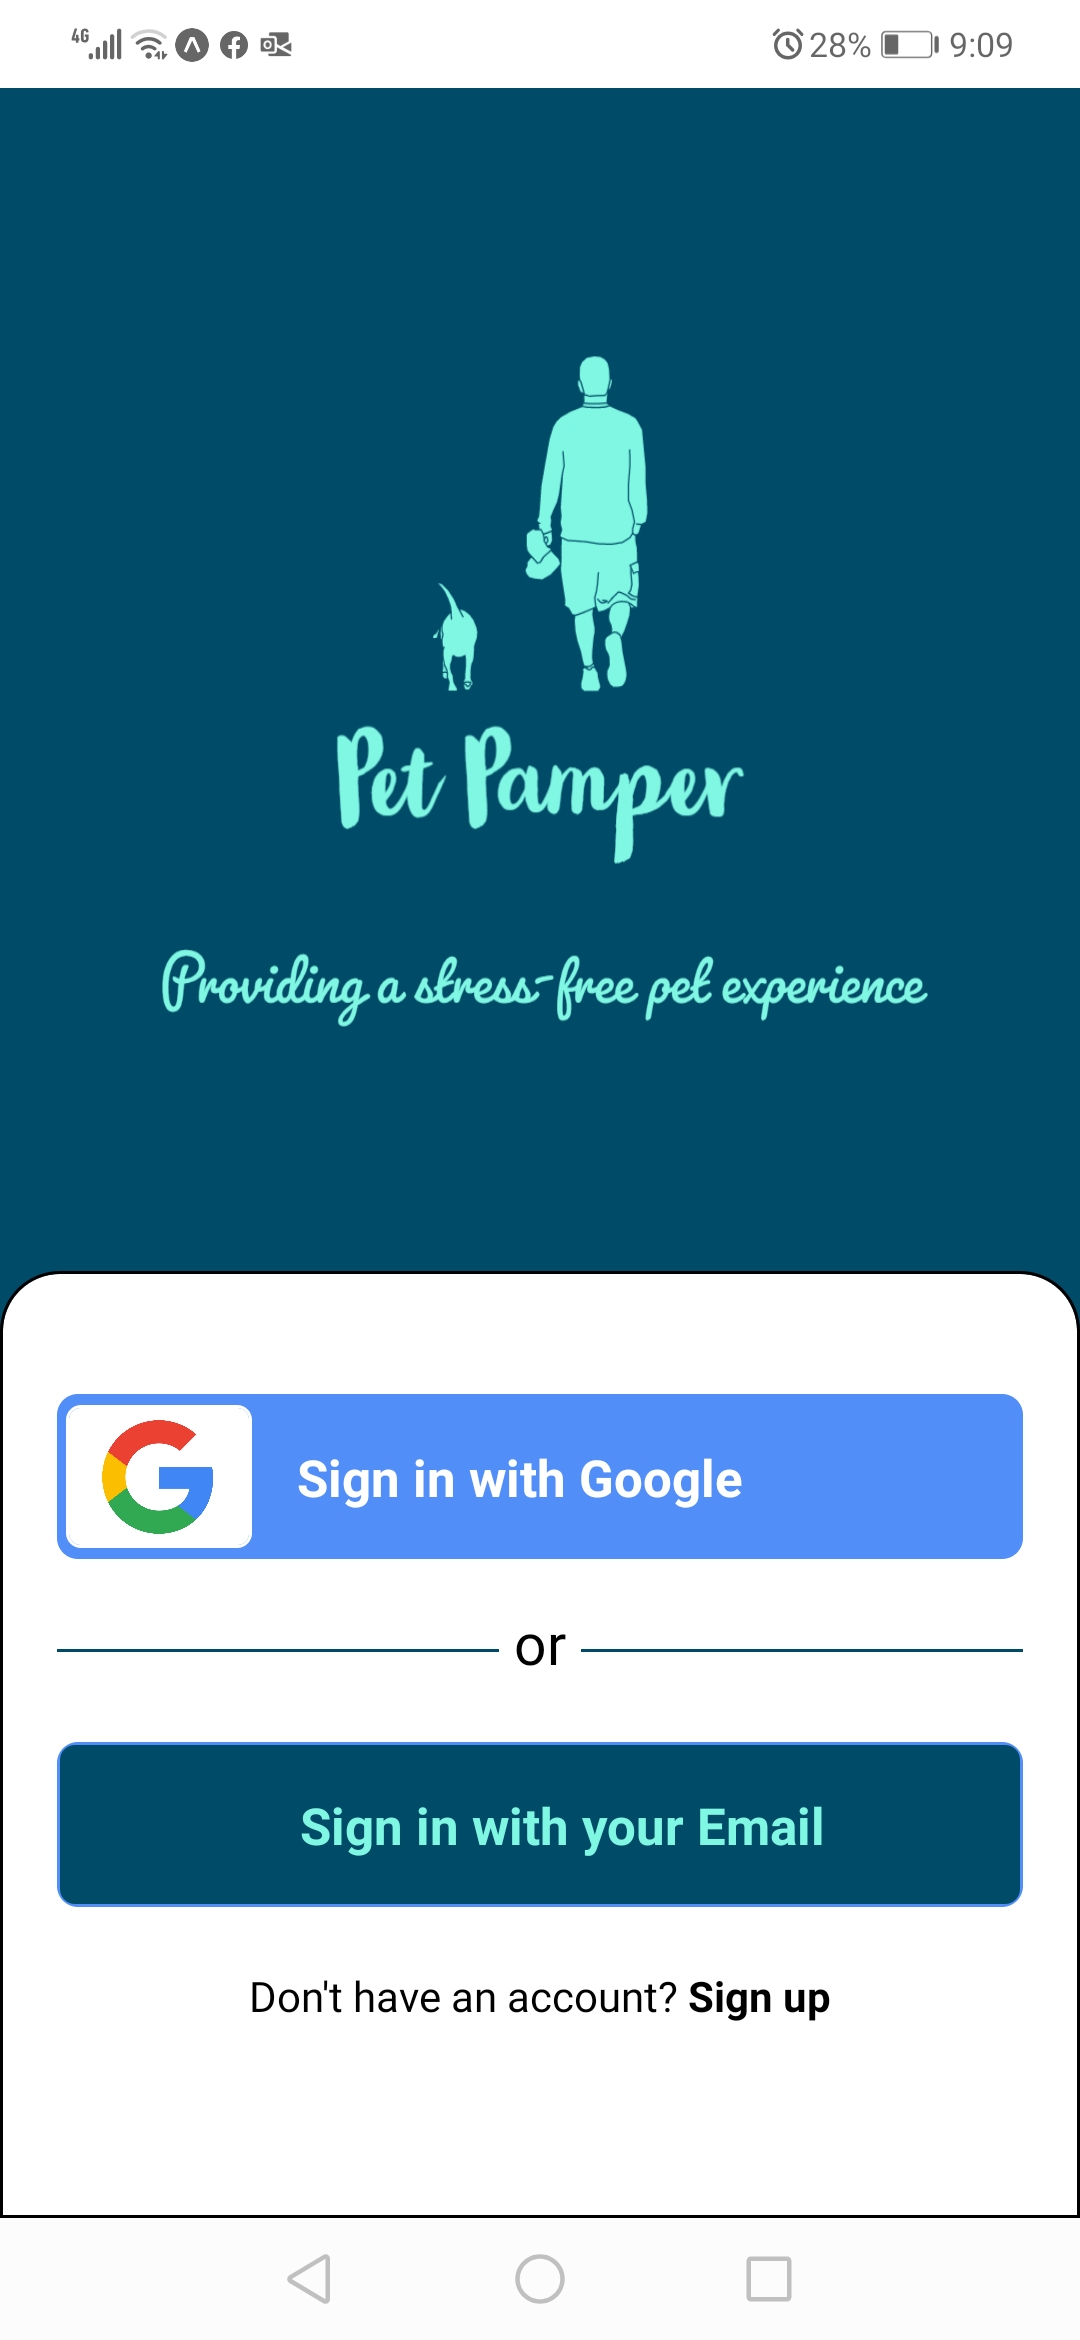 4G 28% 9:09
Pet Pamper
Providing a stress-free pet experience
Sign in with Google
or
Sign in with your Email
Don't have an account? Sign up